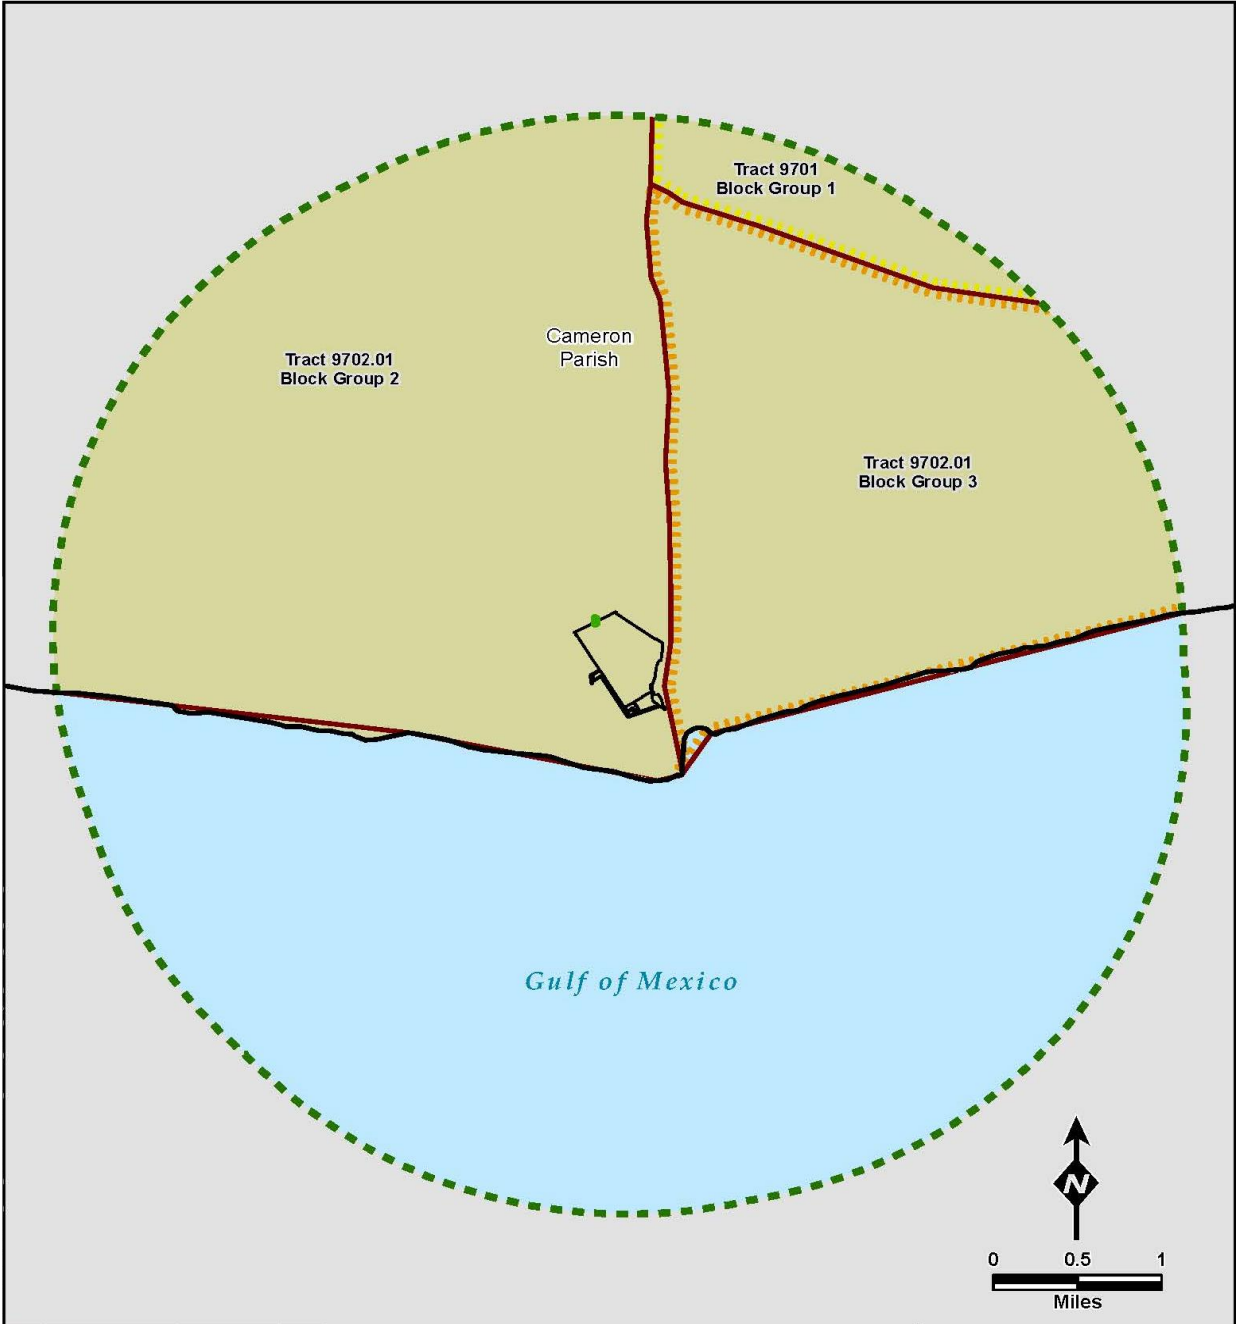 Tract 9701
Block Group 1
Cameron
Parish
Tract 9702.01
Block Group 2
Tract 9702.01
Block Group 3
Gulf of Mexico
N
0 0.5 1
Miles